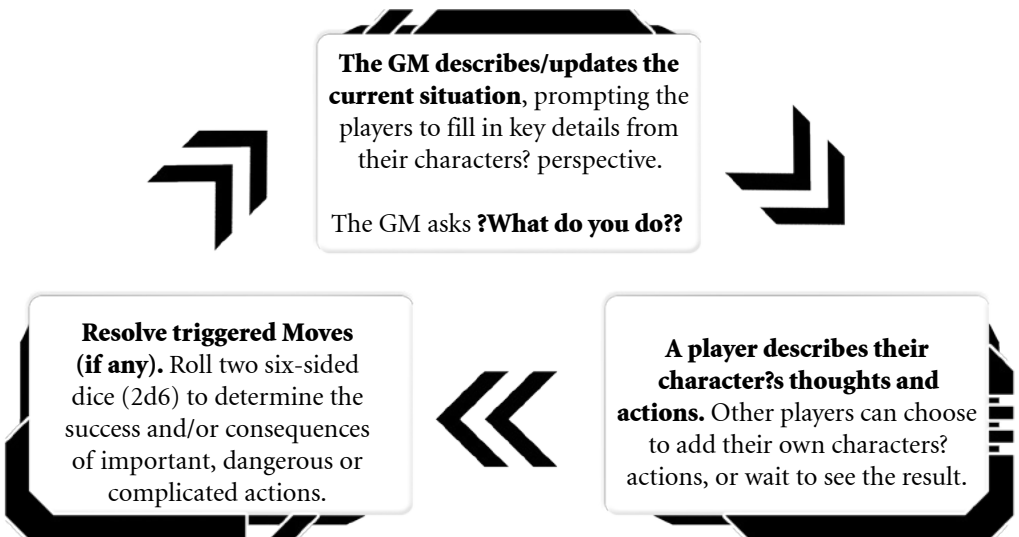 The GM describes/updates the
current situation, prompting the
players to fill in key details from
their characters? perspective.
The GM asks ?What do you do??
A player describes their
character?s thoughts and
actions. Other players can choose
to add their own characters?
actions, or wait to see the result.
Resolve triggered Moves
(if any). Roll two six-sided
dice (2d6) to determine the
success and/or consequences
of important, dangerous or
complicated actions.